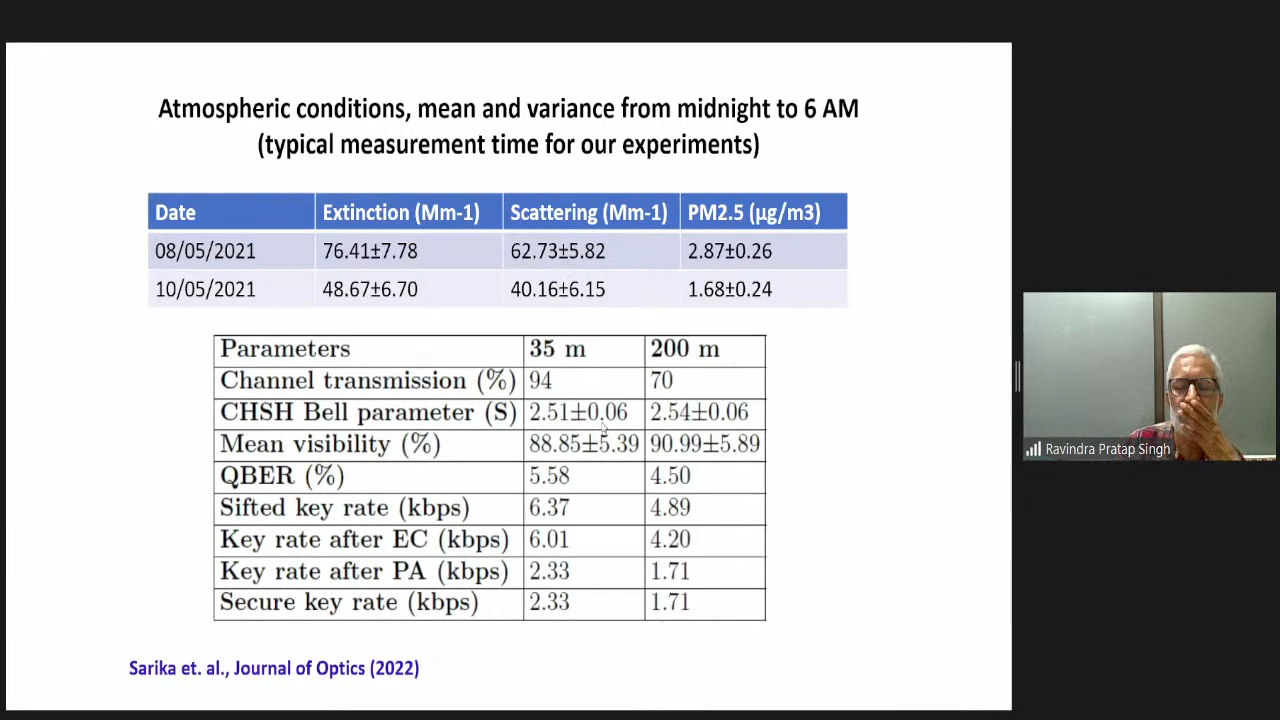 Atmospheric conditions, mean and variance from midnight to 6 AM
(typical measurement time for our experiments)
Date Extinction (Mm-1) Scattering (Mm-1) PM2.5 (μg/m3)
08/05/2021 76.41±7.78 62.73±5.82 2.87±0.26
10/05/2021 48.67±6.70 40.16±6.15 1.68±0.24
Parameters 35 m 200 m
Channel transmission (%) 94 70
CHSH Bell parameter (S) 2.51±0.06 2.54±0.06
Mean visibility (%) 88.85±5.39 90.99±5.89
QBER (%) 5.58 4.50
Sifted key rate (kbps) 6.37 4.89
Key rate after EC (kbps) 6.01 4.20
Key rate after PA (kbps) 2.33 1.71
Secure key rate (kbps) 2.33 1.71
Sarika et. al., Journal of Optics (2022)
Ravindra Pratap Singh